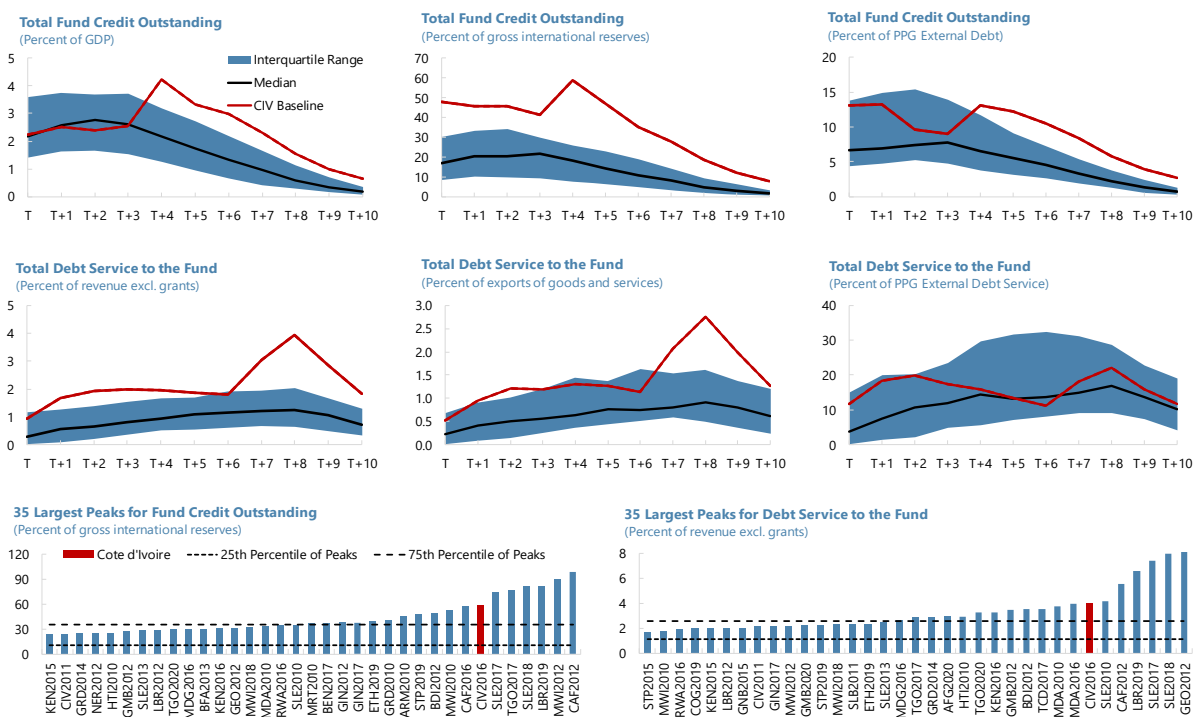 Total Fund Credit Outstanding
(Percent of GDP)
5
4
3
2
1
0
Interquartile Range
Median
CIV Baseline
T T+1 T+2 T+3 T+4 T+5 T+6 T+7 T+8 T+9 T+10
Total Fund Credit Outstanding
(Percent of gross international reserves)
70
60
50
40
30
20
10
0
T T+1 T+2 T+3 T+4 T+5 T+6 T+7 T+8 T+9 T+10
Total Fund Credit Outstanding
(Percent of PPG External Debt)
20
15
10
5
0
T T+1 T+2 T+3 T+4 T+5 T+6 T+7 T+8 T+9 T+10
Total Debt Service to the Fund
(Percent of revenue excl. grants)
5
4
3
2
1
0
T T+1 T+2 T+3 T+4 T+5 T+6 T+7 T+8 T+9 T+10
Total Debt Service to the Fund
(Percent of exports of goods and services)
3.0
2.5
2.0
1.5
1.0
0.5
0.0
T T+1 T+2 T+3 T+4 T+5 T+6 T+7 T+8 T+9 T+10
Total Debt Service to the Fund
(Percent of PPG External Debt Service)
40
30
20
10
0
T T+1 T+2 T+3 T+4 T+5 T+6 T+7 T+8 T+9 T+10
35 Largest Peaks for Fund Credit Outstanding
(Percent of gross international reserves)
120
90
60
30
0
Cote d'Ivoire
25th Percentile of Peaks
75th Percentile of Peaks
KEN2015
CIV2011
GRD2014
NER2012
HTI2010
GMB2012
SLE2013
LBR2012
TGO2020
MDG2016
BFA2013
KEN2016
GEO2012
MWI2018
MDA2010
RWA2016
MRT2010
BEN2017
GIN2012
GIN2017
ETH2019
GRD2010
ARM2010
STP2019
BDI2012
MWI2010
CAF2016
CIV2016
SLE2017
TGO2017
SLE2018
LBR2019
MWI2012
CAF2012
35 Largest Peaks for Debt Service to the Fund
(Percent of revenue excl. grants)
8
6
4
2
0
STP2015
MWI2010
RWA2016
COG2019
KEN2015
LBR2012
GNB2015
CIV2011
GIN2017
MWI2012
GMB2020
STP2019
MWI2018
SLB2011
ETH2019
SLE2013
MDG2016
TGO2017
GRD2014
AFG2020
HTI2010
TGO2020
KEN2016
GMB2012
BDI2012
TCD2017
MDA2010
MDA2016
CIV2016
SLE2010
CAF2012
LBR2019
SLE2017
SLE2018
GEO2012